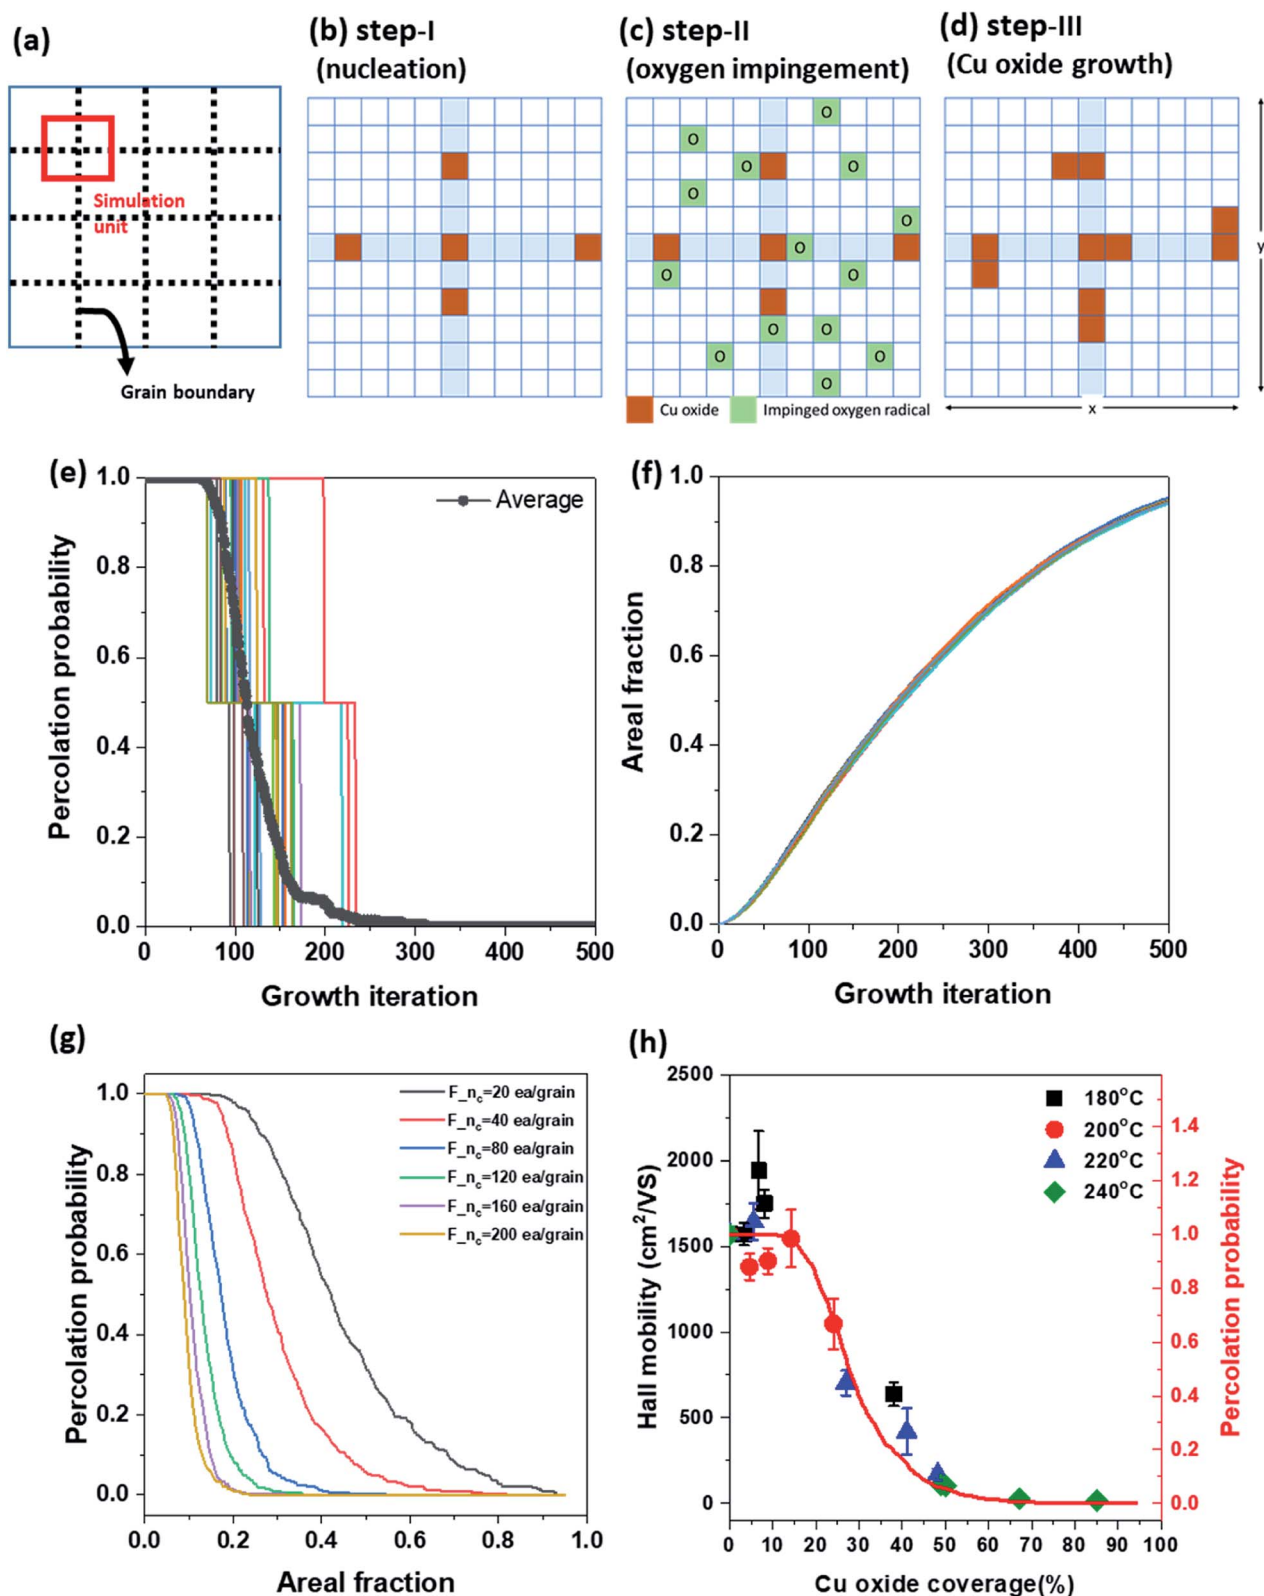 (a)
(b) step-I
(nucleation)
(c) step-II
(oxygen impingement)
(d) step-III
(Cu oxide growth)
Simulation
unit
Grain boundary
O
O
O
O
O
O
O
O
O
O
O
O
O
O
Cu oxide
Impinged oxygen radical
x
y
(e)
1.0
0.8
0.6
0.4
0.2
0.0
Percolation probability
Average
0 100 200 300 400 500
Growth iteration
(f)
1.0
0.8
0.6
0.4
0.2
0.0
Areal fraction
0 100 200 300 400 500
Growth iteration
(g)
1.0
0.8
0.6
0.4
0.2
0.0
Percolation probability
F_n_c=20 ea/grain
F_n_c=40 ea/grain
F_n_c=80 ea/grain
F_n_c=120 ea/grain
F_n_c=160 ea/grain
F_n_c=200 ea/grain
0.0 0.2 0.4 0.6 0.8 1.0
Areal fraction
(h)
2500
2000
1500
1000
500
0
Hall mobility (cm²/VS)
180°C
200°C
220°C
240°C
1.4
1.2
1.0
0.8
0.6
0.4
0.2
0.0
Percolation probability
0 10 20 30 40 50 60 70 80 90 100
Cu oxide coverage(%)